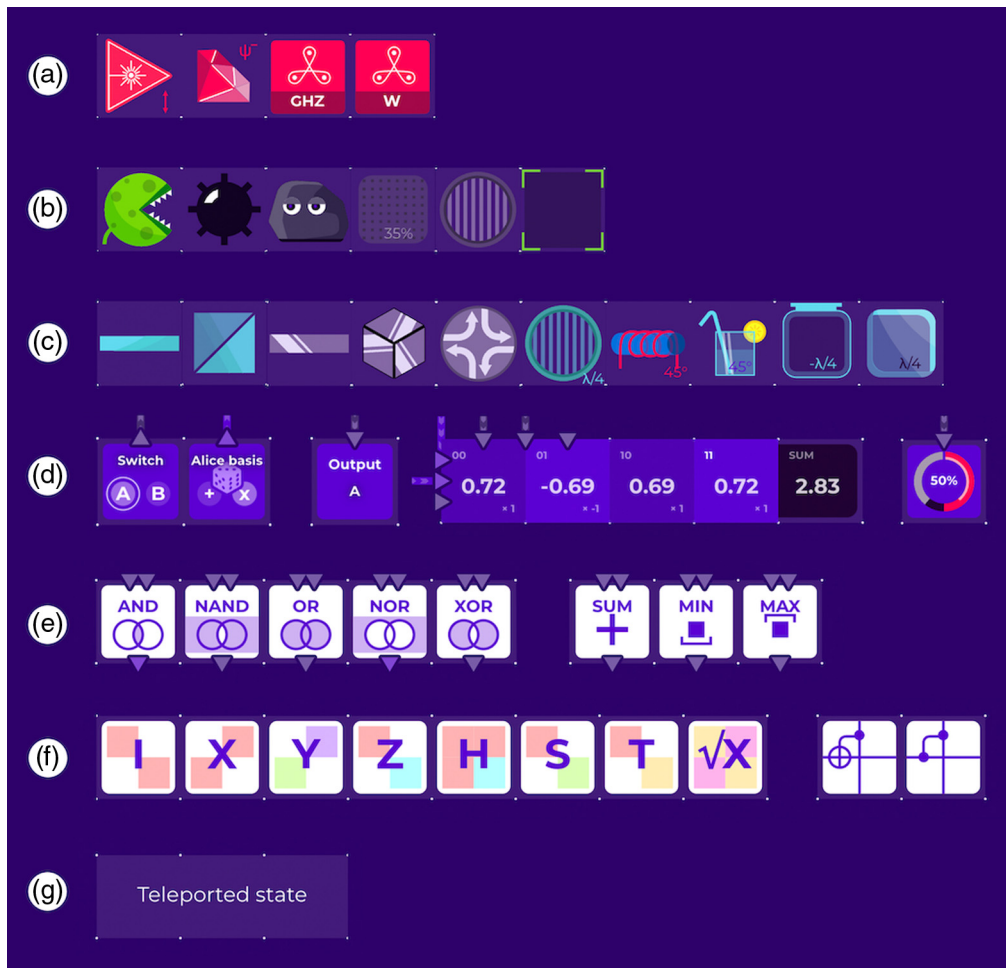 (a)
ψ⁻
GHZ W
(b)
35%
(c)
λ/4 45° 45° -λ/4 λ/4
(d)
Switch Alice basis Output 00 01 10 11 SUM
A B + x A 0.72 -0.69 0.69 0.72 2.83 50%
× 1 × -1 × 1 × 1
(e)
AND NAND OR NOR XOR SUM MIN MAX
(f)
I X Y Z H S T √X
(g)
Teleported state